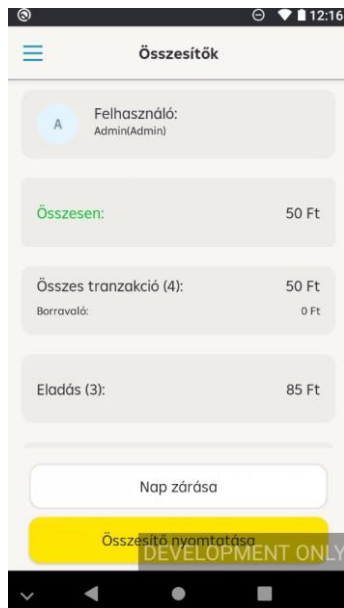 12:16
Összesítők
A
Felhasználó:
Admin(Admin)
Összesen: 50 Ft
Összes tranzakció (4): 50 Ft
Borravaló: 0 Ft
Eladás (3): 85 Ft
Nap zárása
Összesítő nyomtatása
DEVELOPMENT ONLY